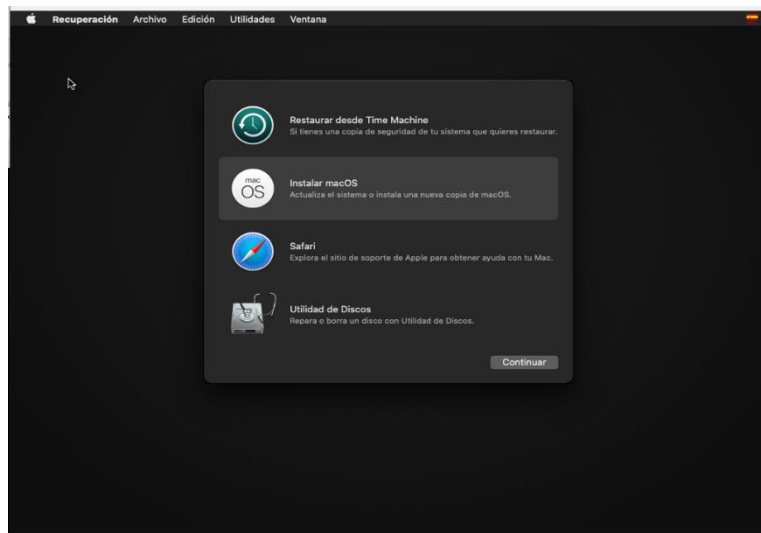 Recuperación Archivo Edición Utilidades Ventana
Restaurar desde Time Machine
Si tienes una copia de seguridad de tu sistema que quieres restaurar.
mac
OS
Instalar macOS
Actualiza el sistema o instala una nueva copia de macOS.
Safari
Explora el sitio de soporte de Apple para obtener ayuda con tu Mac.
Utilidad de Discos
Repara o borra un disco con Utilidad de Discos.
Continuar